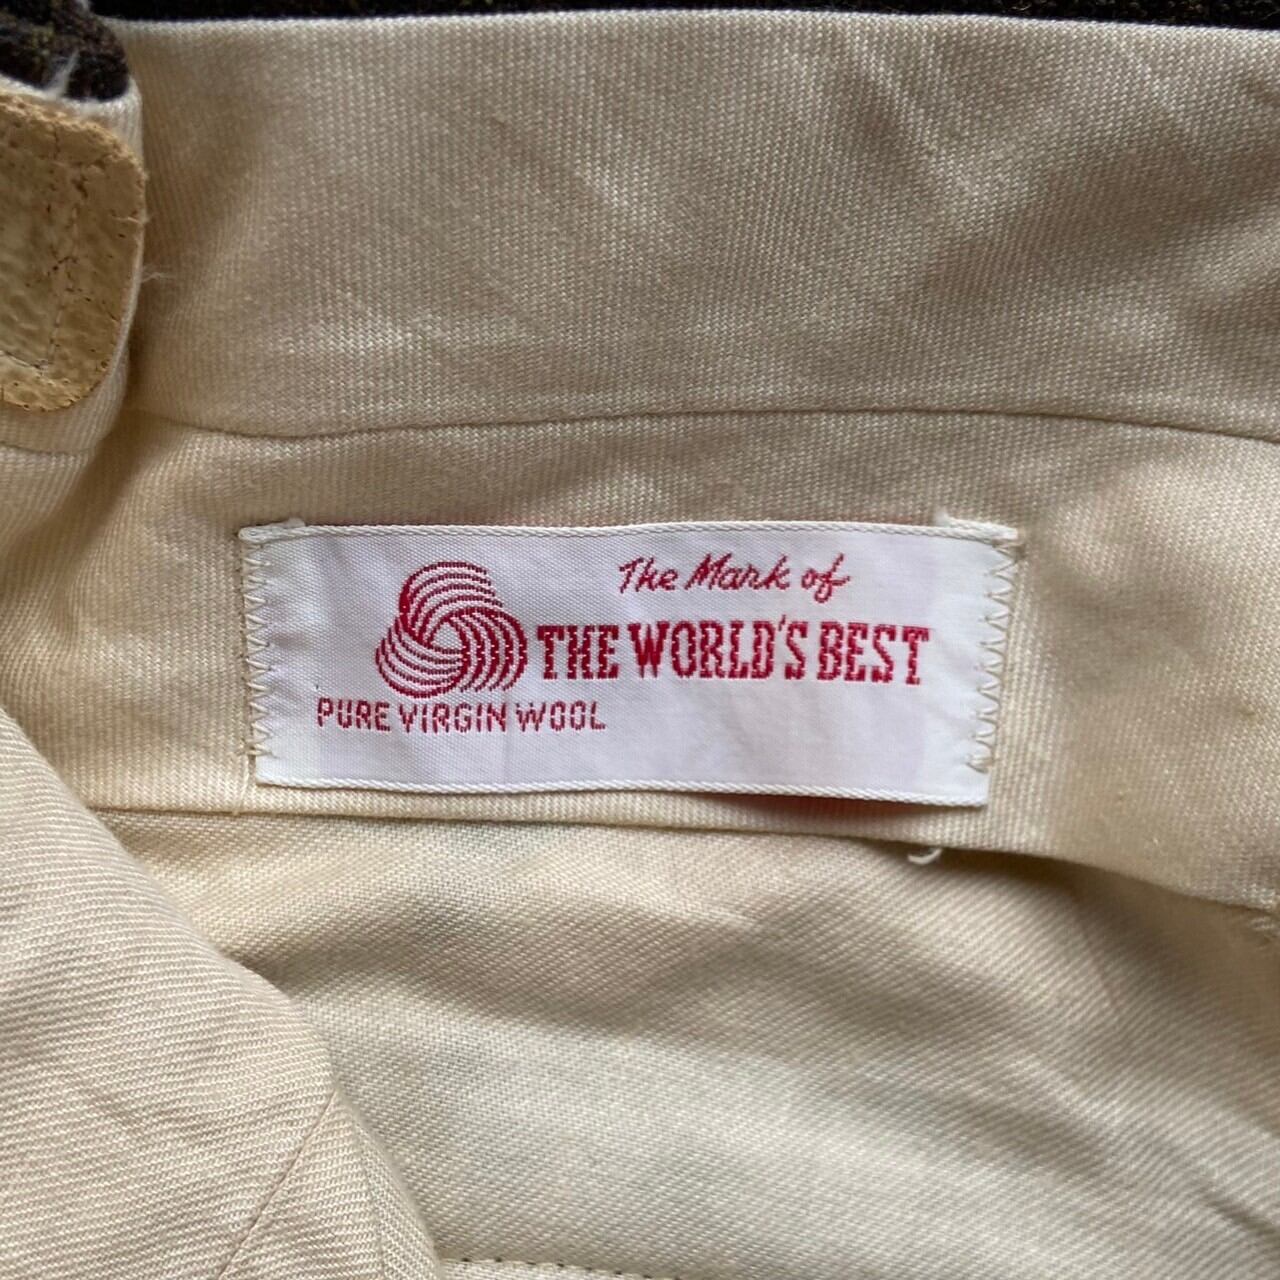 The Mark of
THE WORLD'S BEST
PURE VIRGIN WOOL